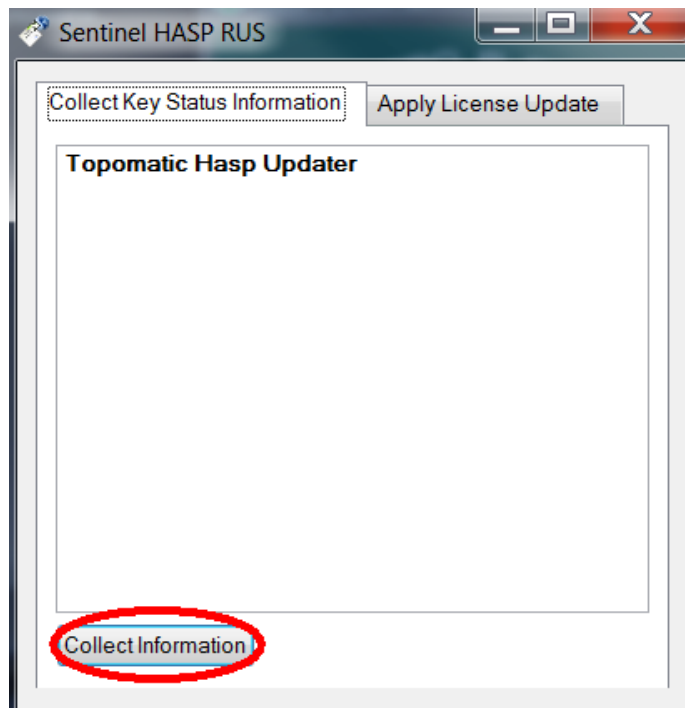 Sentinel HASP RUS
Collect Key Status Information
Apply License Update
Topomatic Hasp Updater
Collect Information